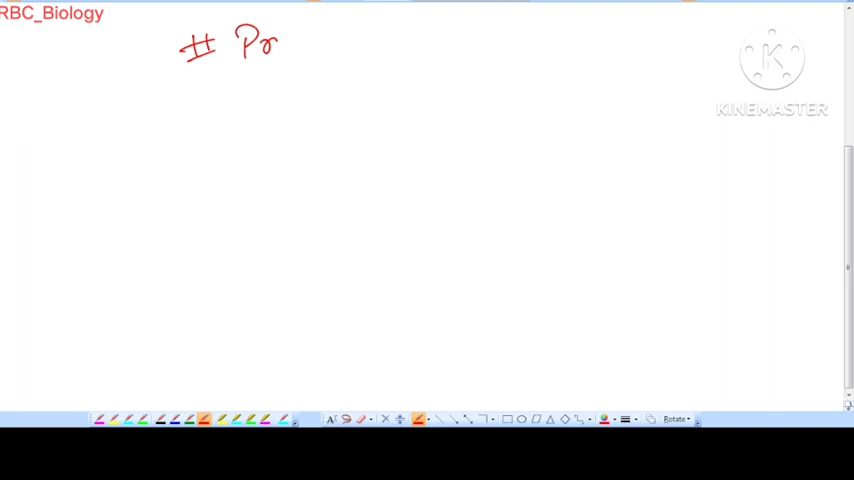 RBC_Biology
# Pr
KINEMASTER
A
Rotate